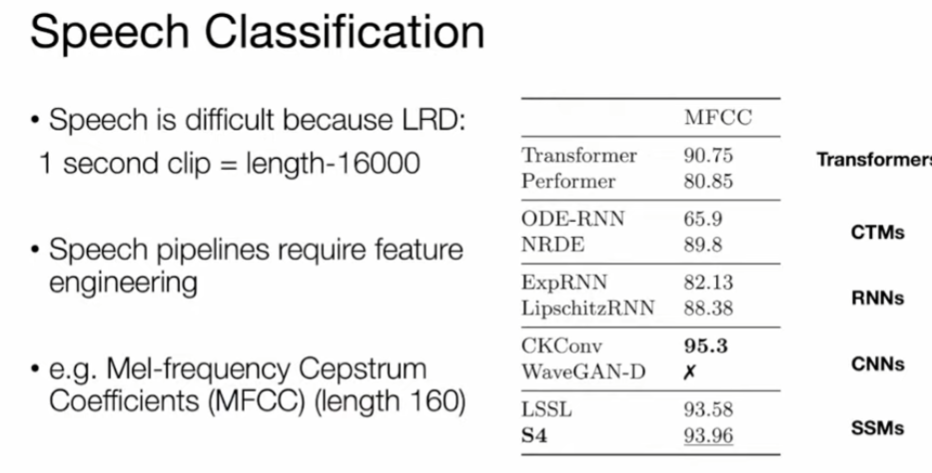 Speech Classification
• Speech is difficult because LRD:
1 second clip = length-16000
• Speech pipelines require feature
engineering
• e.g. Mel-frequency Cepstrum
Coefficients (MFCC) (length 160)
MFCC
Transformer 90.75
Performer 80.85
Transformers
ODE-RNN 65.9
NRDE 89.8
CTMs
ExpRNN 82.13
LipschitzRNN 88.38
RNNs
CKConv 95.3
WaveGAN-D ✗
CNNs
LSSL 93.58
S4 93.96
SSMs